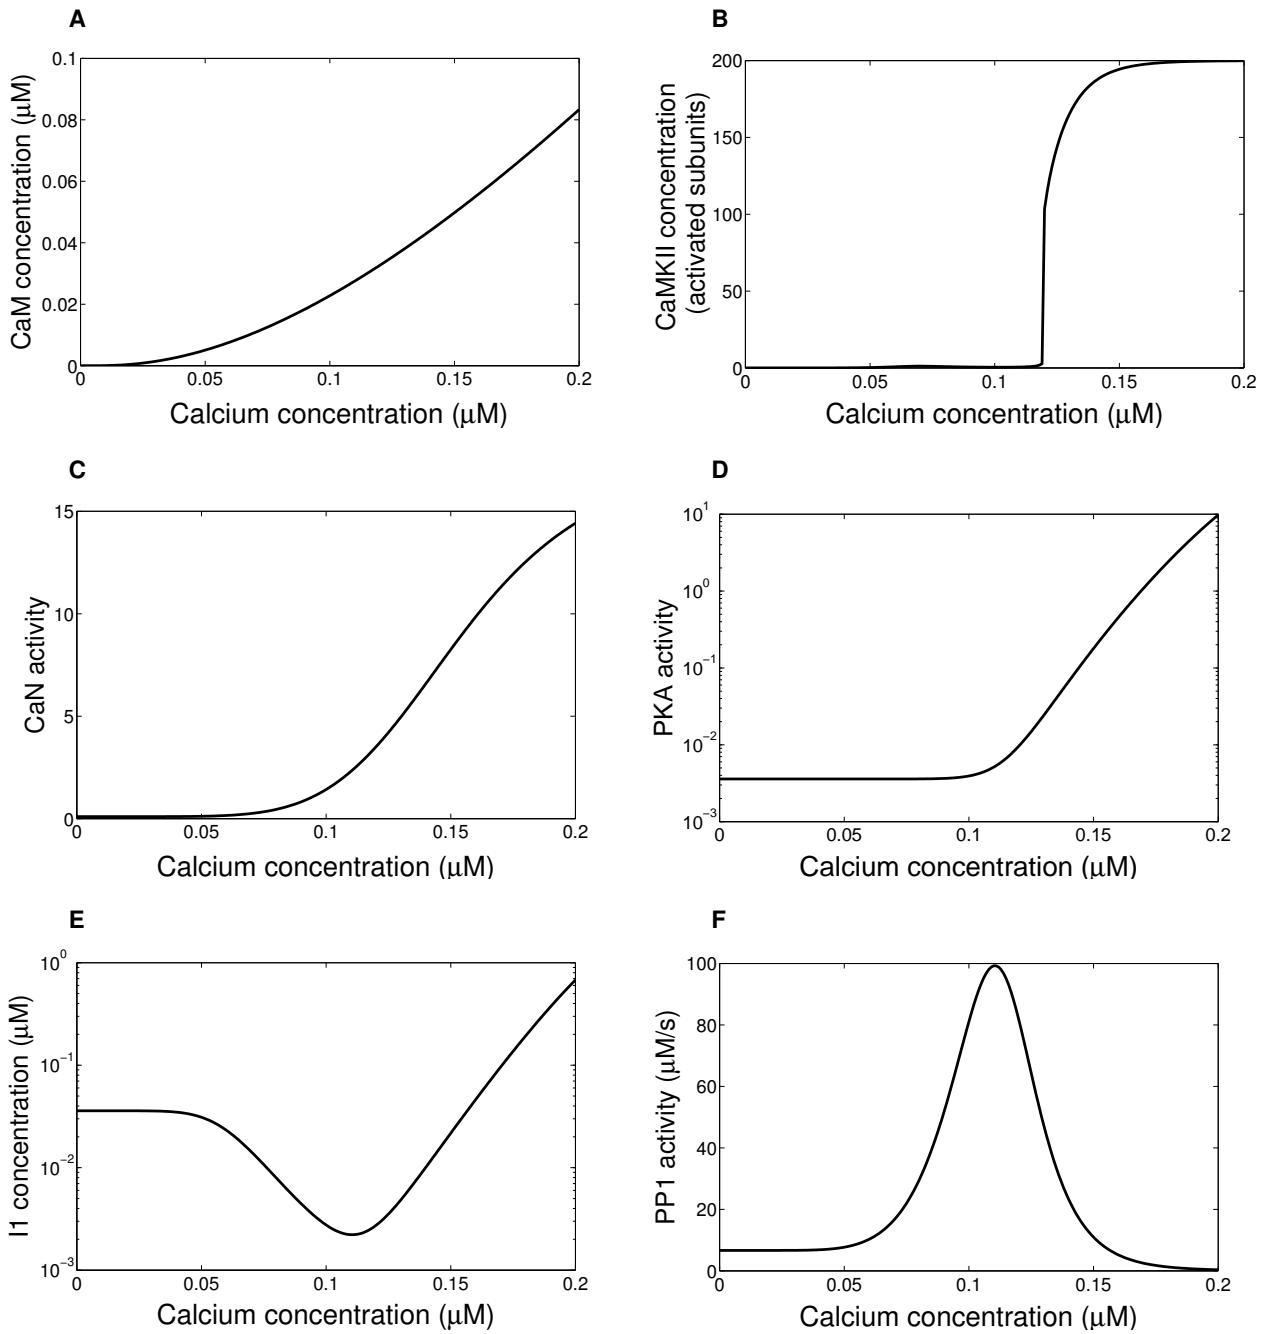 A
CaM concentration (μM)
0.1
0.08
0.06
0.04
0.02
0
0 0.05 0.1 0.15 0.2
Calcium concentration (μM)
B
CaMKII concentration
(activated subunits)
200
150
100
50
0
0 0.05 0.1 0.15 0.2
Calcium concentration (μM)
C
CaN activity
15
10
5
0
0 0.05 0.1 0.15 0.2
Calcium concentration (μM)
D
PKA activity
10¹
10⁰
10⁻¹
10⁻²
10⁻³
0 0.05 0.1 0.15 0.2
Calcium concentration (μM)
E
I1 concentration (μM)
10⁰
10⁻¹
10⁻²
10⁻³
0 0.05 0.1 0.15 0.2
Calcium concentration (μM)
F
PP1 activity (μM/s)
100
80
60
40
20
0
0 0.05 0.1 0.15 0.2
Calcium concentration (μM)